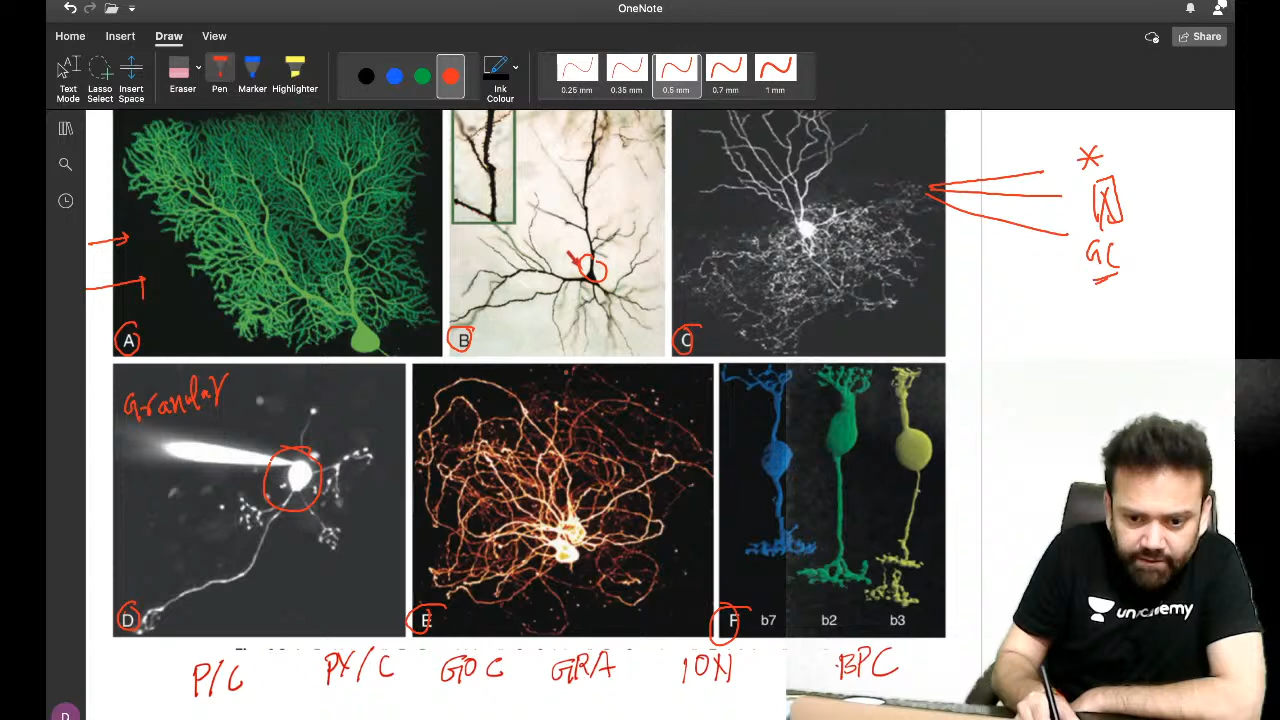 OneNote
Home Insert Draw View
Share
Text Mode
Lasso Select
Insert Space
Eraser
Pen
Marker
Highlighter
Ink Colour
0.25 mm
0.35 mm
0.5 mm
0.7 mm
1 mm
A
B
C
GC
Granular
D
E
F
b7 b2 b3
P/C PY/C GOC GRA ION BPC
unacademy
D